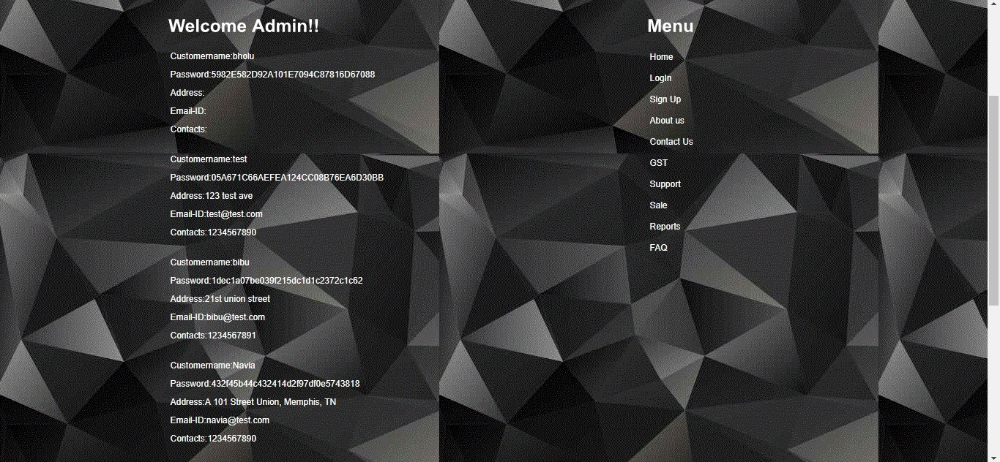 Welcome Admin!!
Customername:bholu
Password:5982E582D92A101E7094C87816D67088
Address:
Email-ID:
Contacts:
Customername:test
Password:05A671C66AEFEA124CC08B76EA6D30BB
Address:123 test ave
Email-ID:test@test.com
Contacts:1234567890
Customername:bibu
Password:1dec1a07be039f215dc1d1c2372c1c62
Address:21st union street
Email-ID:bibu@test.com
Contacts:1234567891
Customername:Navia
Password:432f45b44c432414d2f97df0e5743818
Address:A 101 Street Union, Memphis, TN
Email-ID:navia@test.com
Contacts:1234567890
Menu
Home
LogIn
Sign Up
About us
Contact Us
GST
Support
Sale
Reports
FAQ